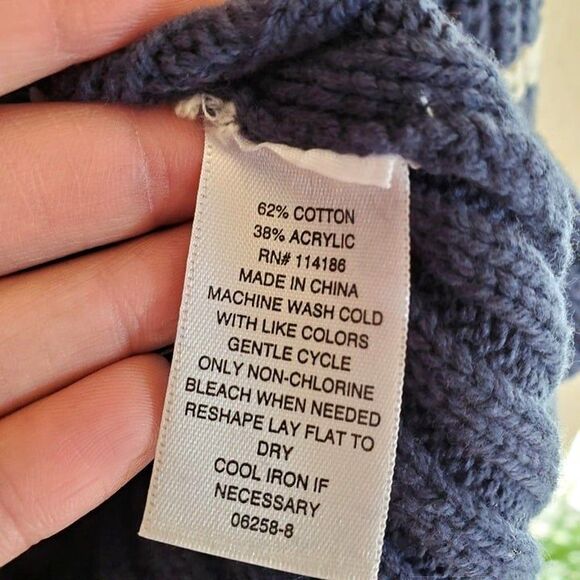 62% COTTON
38% ACRYLIC
RN# 114186
MADE IN CHINA
MACHINE WASH COLD
WITH LIKE COLORS
GENTLE CYCLE
ONLY NON-CHLORINE
BLEACH WHEN NEEDED
RESHAPE LAY FLAT TO
DRY
COOL IRON IF
NECESSARY
06258-8